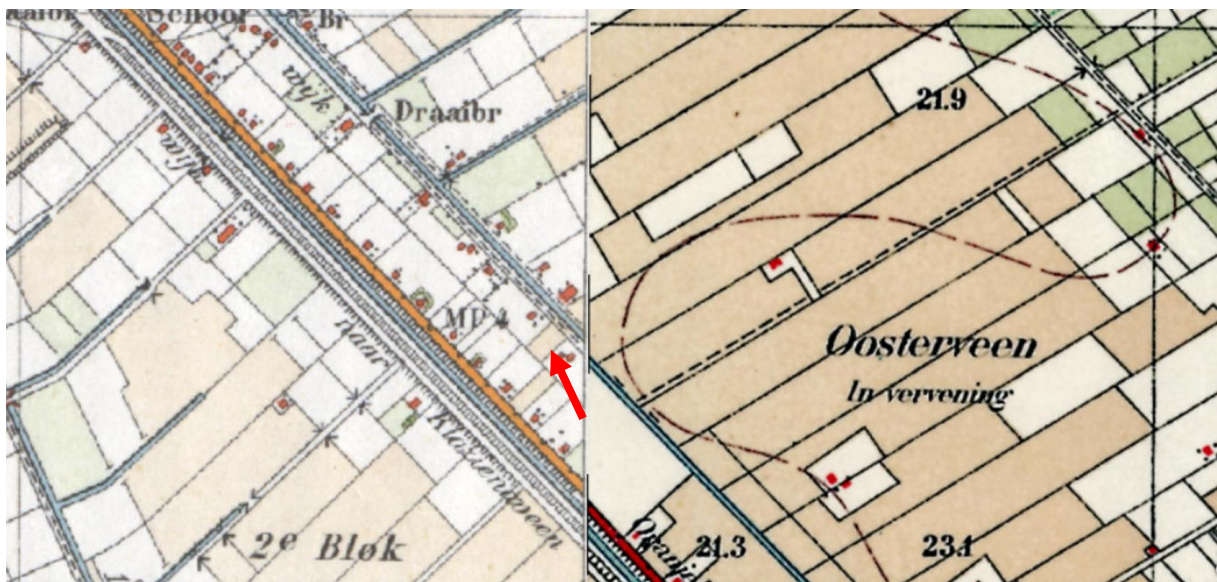 School
Br
wijk
Draaibr
MP 4
naar
Klazienaveen
2e Blok
21.9
Oosterveen
In vervening
21.3
23.1
Oranje